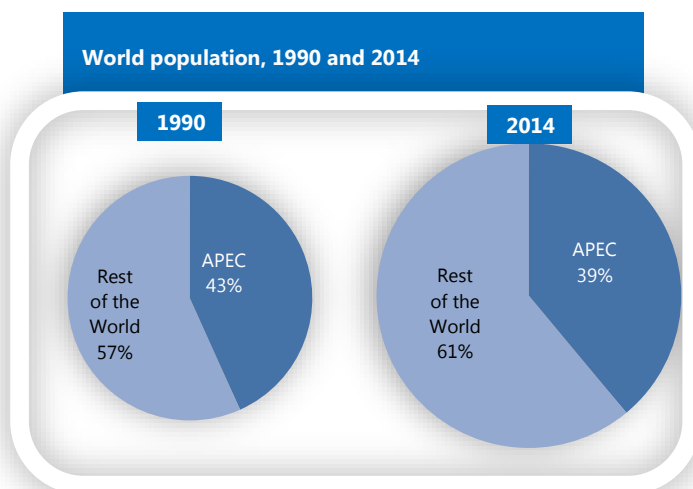 World population, 1990 and 2014
1990
APEC
43%
Rest
of the
World
57%
2014
APEC
39%
Rest
of the
World
61%